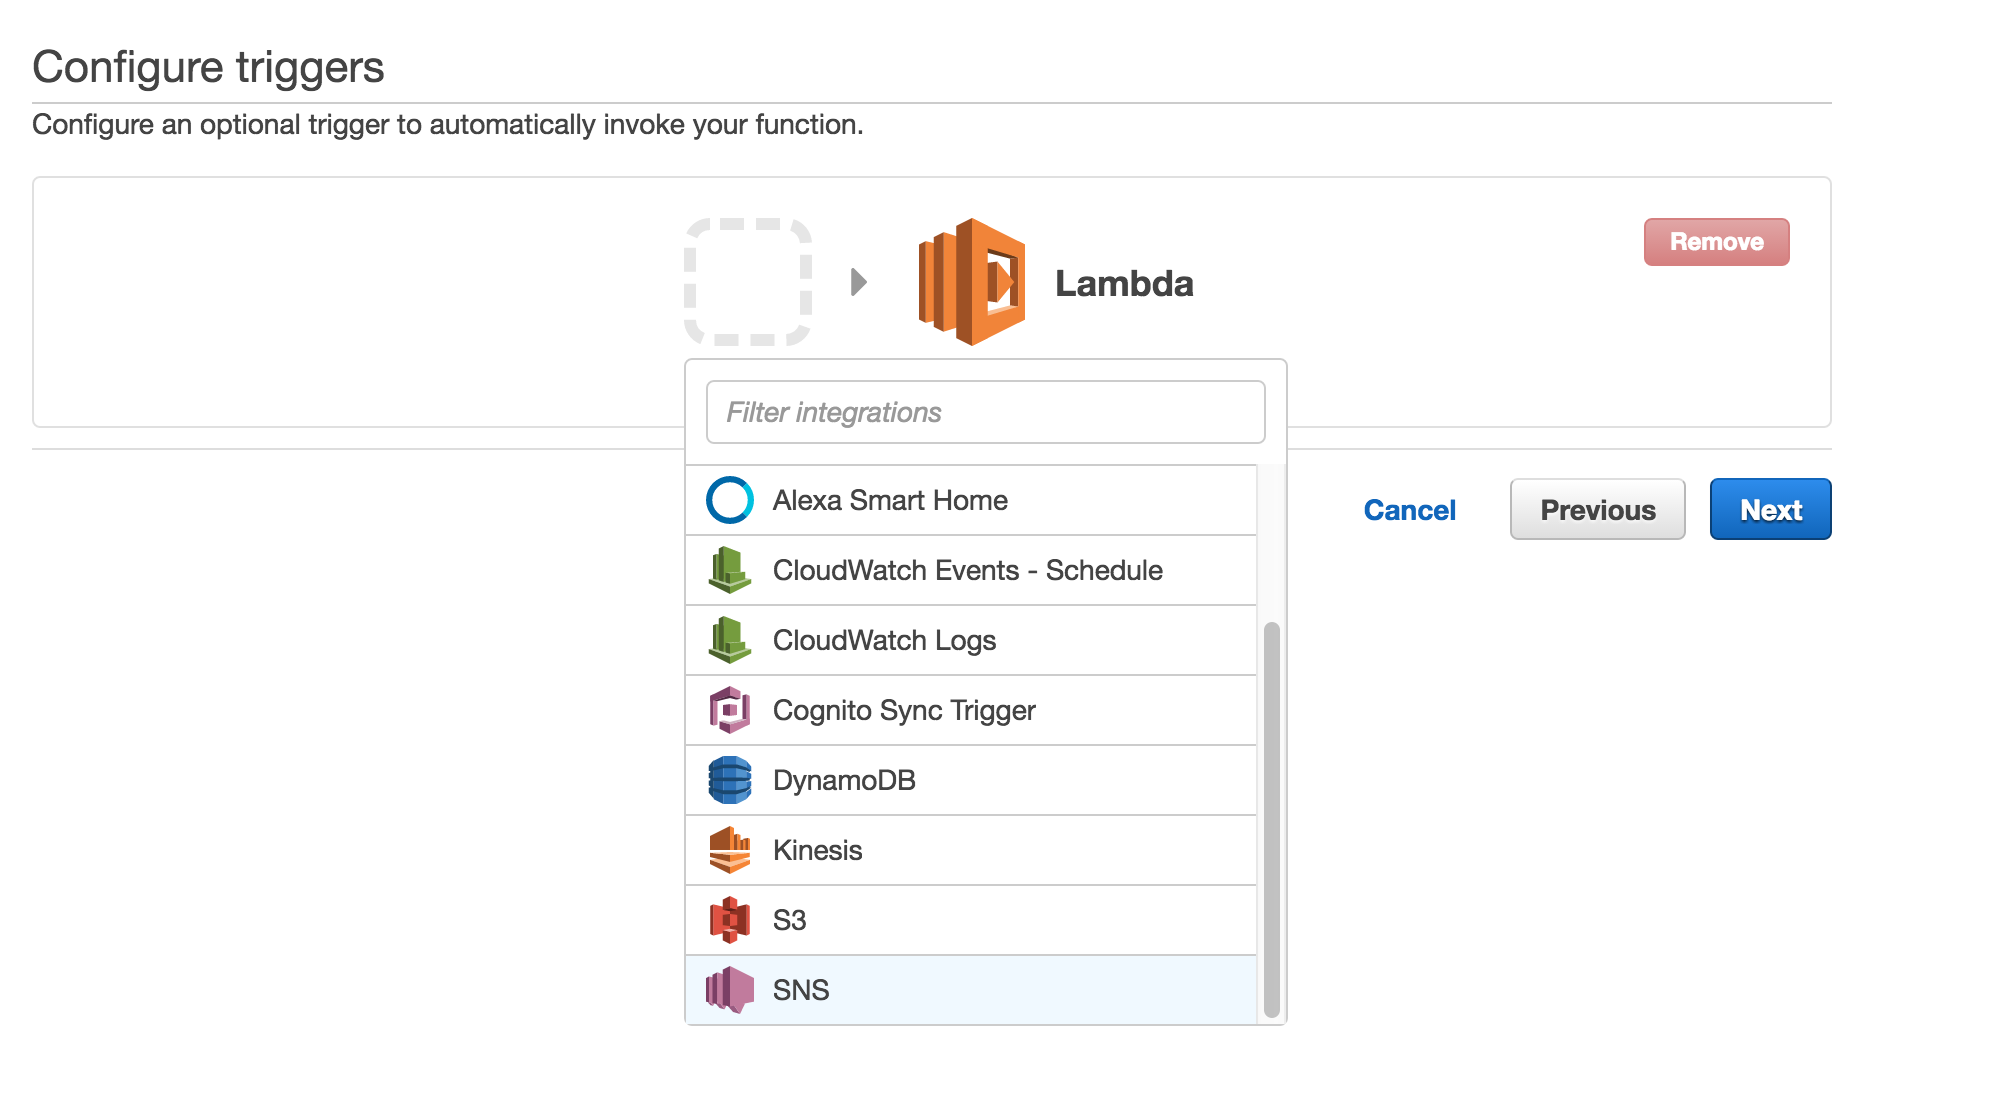 Configure triggers
Configure an optional trigger to automatically invoke your function.
Remove
Lambda
Filter integrations
Alexa Smart Home
CloudWatch Events - Schedule
CloudWatch Logs
Cognito Sync Trigger
DynamoDB
Kinesis
S3
SNS
Cancel
Previous
Next